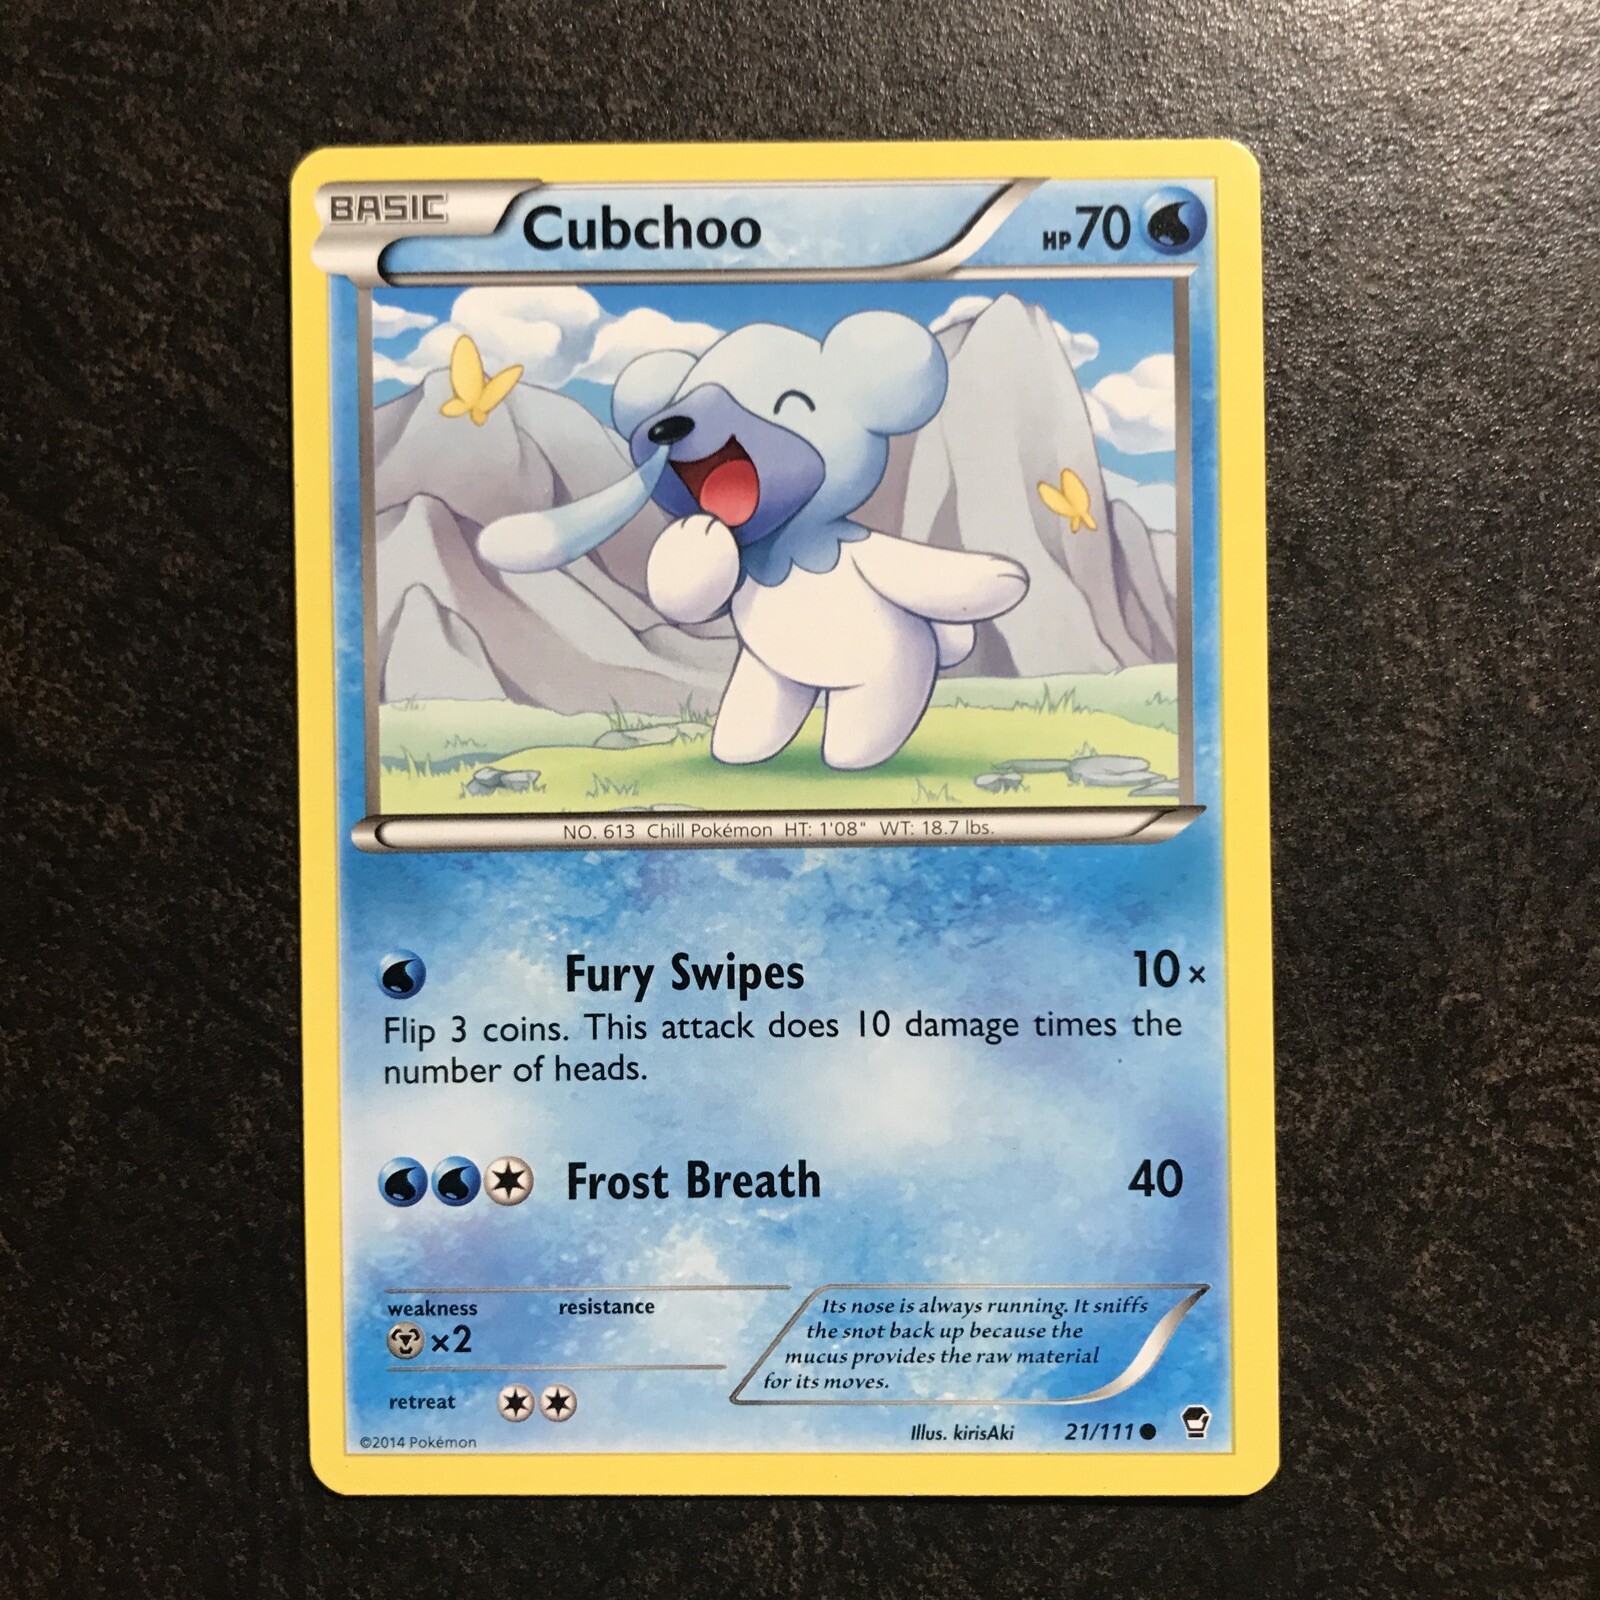 BASIC
Cubchoo
HP 70
NO. 613 Chill Pokémon HT: 1'08" WT: 18.7 lbs.
Fury Swipes 10×
Flip 3 coins. This attack does 10 damage times the
number of heads.
Frost Breath 40
weakness resistance
×2
retreat
Its nose is always running. It sniffs
the snot back up because the
mucus provides the raw material
for its moves.
Illus. kirisAki 21/111
©2014 Pokémon